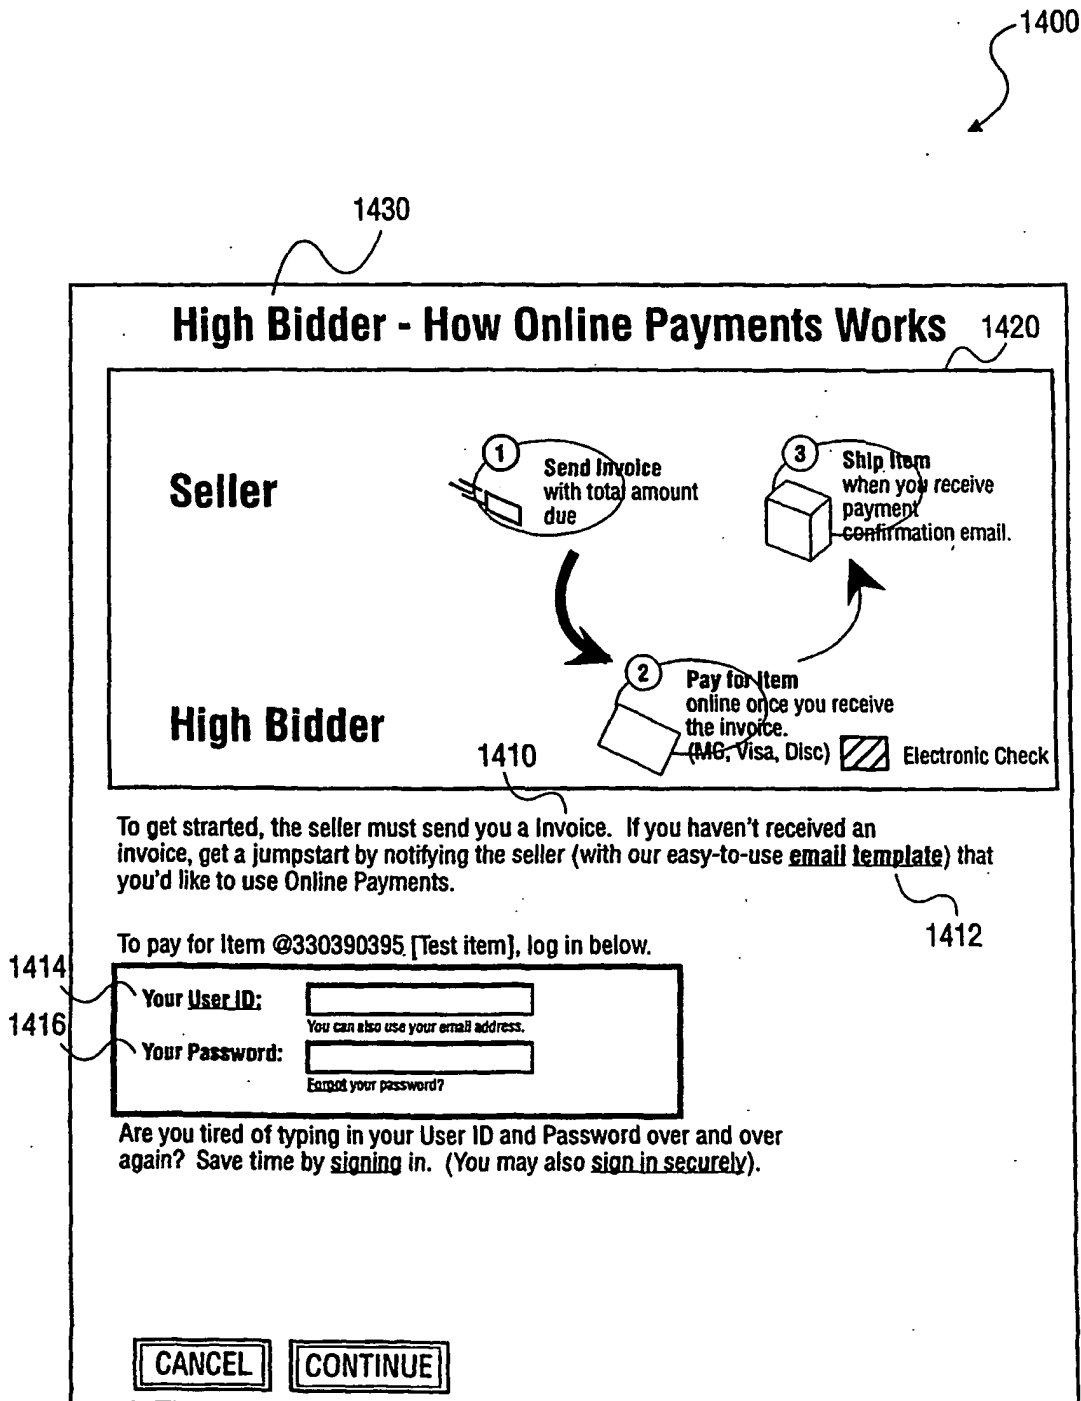 1400
1430
High Bidder - How Online Payments Works
1420
Seller
1
Send Invoice
with total amount
due
3
Ship Item
when you receive
payment
confirmation email.
High Bidder
2
Pay for Item
online once you receive
the invoice.
(MG, Visa, Disc)
Electronic Check
1410
To get strarted, the seller must send you a Invoice. If you haven't received an
invoice, get a jumpstart by notifying the seller (with our easy-to-use email template) that
you'd like to use Online Payments.
1412
To pay for Item @330390395 [Test item], log in below.
1414
Your User ID:
You can also use your email address.
1416
Your Password:
Forgot your password?
Are you tired of typing in your User ID and Password over and over
again? Save time by signing in. (You may also sign in securely).
CANCEL
CONTINUE